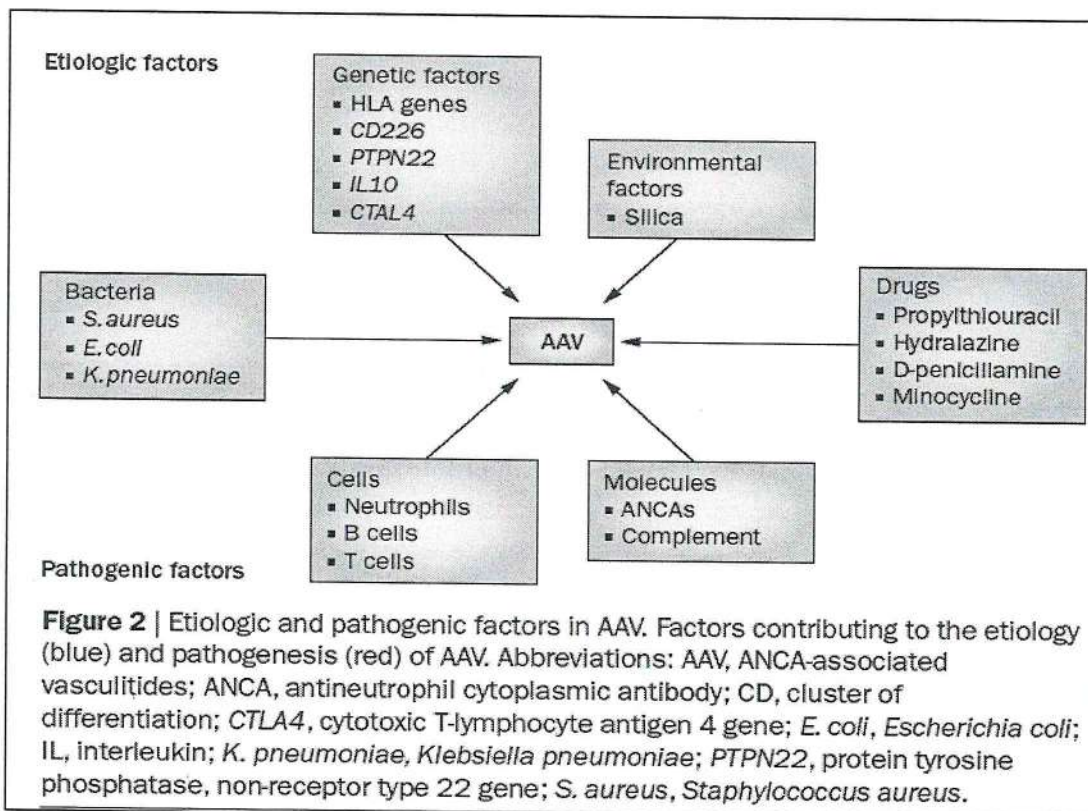 Etiologic factors
Genetic factors
▪ HLA genes
▪ CD226
▪ PTPN22
▪ IL10
▪ CTAL4
Environmental
factors
▪ Silica
Bacteria
▪ S. aureus
▪ E. coli
▪ K. pneumoniae
AAV
Drugs
▪ Propylthiouracil
▪ Hydralazine
▪ D-penicillamine
▪ Minocycline
Cells
▪ Neutrophils
▪ B cells
▪ T cells
Molecules
▪ ANCAs
▪ Complement
Pathogenic factors
Figure 2 | Etiologic and pathogenic factors in AAV. Factors contributing to the etiology
(blue) and pathogenesis (red) of AAV. Abbreviations: AAV, ANCA-associated
vasculitides; ANCA, antineutrophil cytoplasmic antibody; CD, cluster of
differentiation; CTLA4, cytotoxic T-lymphocyte antigen 4 gene; E. coli, Escherichia coli;
IL, interleukin; K. pneumoniae, Klebsiella pneumoniae; PTPN22, protein tyrosine
phosphatase, non-receptor type 22 gene; S. aureus, Staphylococcus aureus.